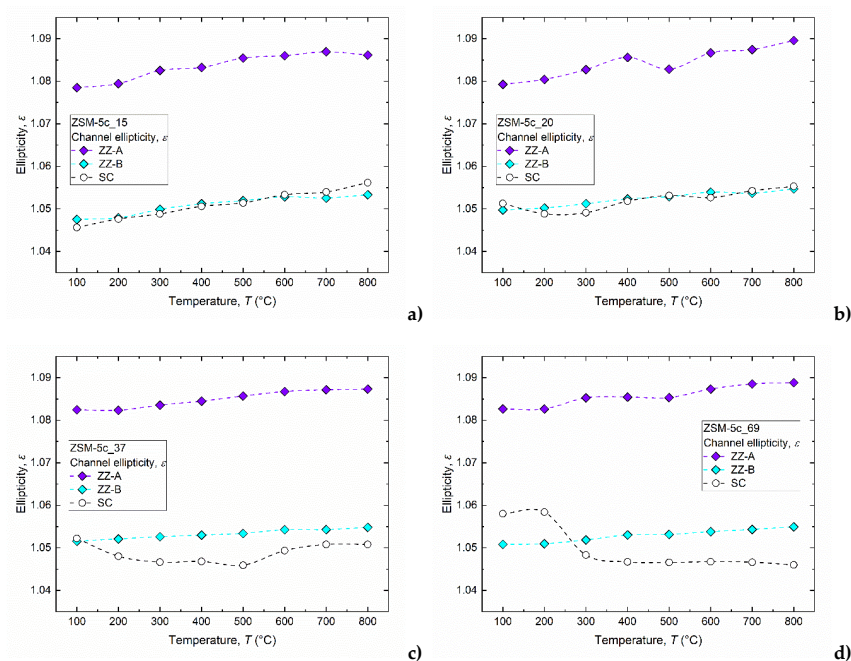 1.09
1.08
1.07
1.06
1.05
1.04
Ellipticity, ε
ZSM-5c_15
Channel ellipticity, ε
ZZ-A
ZZ-B
SC
100 200 300 400 500 600 700 800
Temperature, T (°C)
a)
1.09
1.08
1.07
1.06
1.05
1.04
Ellipticity, ε
ZSM-5c_20
Channel ellipticity, ε
ZZ-A
ZZ-B
SC
100 200 300 400 500 600 700 800
Temperature, T (°C)
b)
1.09
1.08
1.07
1.06
1.05
1.04
Ellipticity, ε
ZSM-5c_37
Channel ellipticity, ε
ZZ-A
ZZ-B
SC
100 200 300 400 500 600 700 800
Temperature, T (°C)
c)
1.09
1.08
1.07
1.06
1.05
1.04
Ellipticity, ε
ZSM-5c_69
Channel ellipticity, ε
ZZ-A
ZZ-B
SC
100 200 300 400 500 600 700 800
Temperature, T (°C)
d)